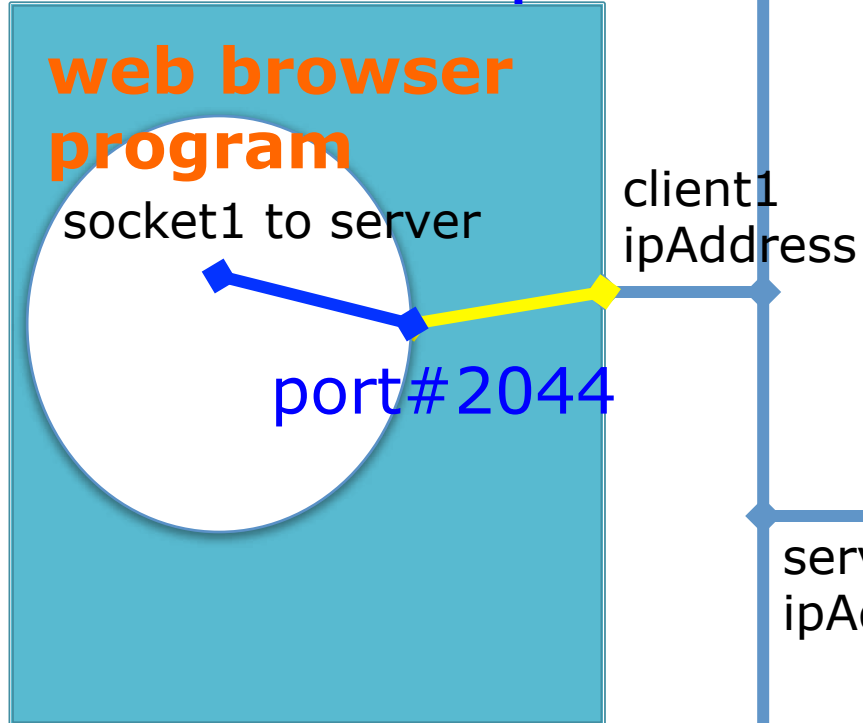 web browser
program
socket1 to server
client1
ipAddress
port#2044